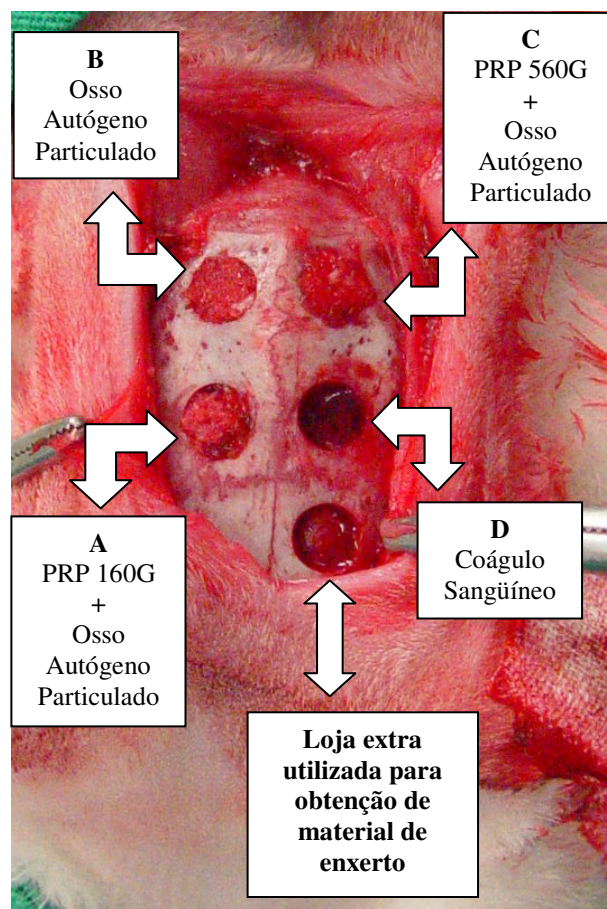 B
Osso
Autógeno
Particulado
C
PRP 560G
+
Osso
Autógeno
Particulado
A
PRP 160G
+
Osso
Autógeno
Particulado
D
Coágulo
Sangüíneo
Loja extra
utilizada para
obtenção de
material de
enxerto